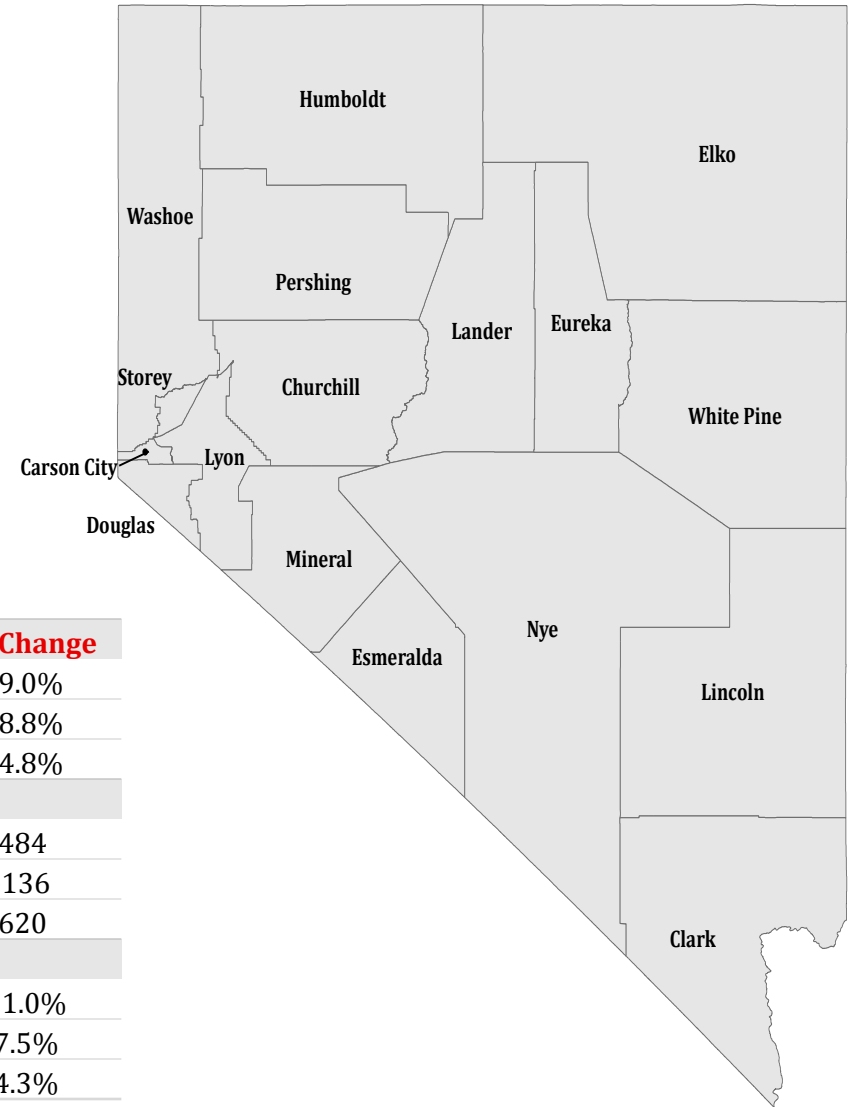 Humboldt
Elko
Washoe
Pershing
Lander
Eureka
Storey
Churchill
White Pine
Carson City
Lyon
Douglas
Mineral
Nye
Esmeralda
Lincoln
Clark
Change
9.0%
8.8%
4.8%
484
136
620
1.0%
7.5%
4.3%